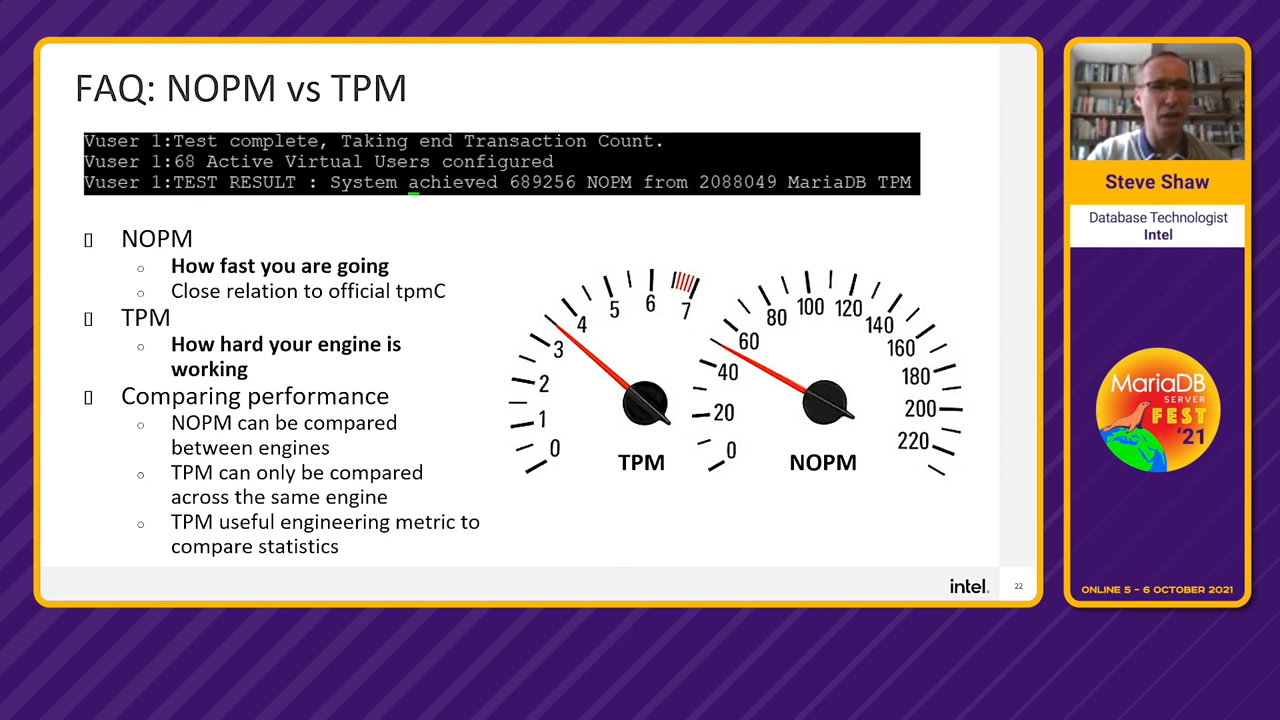 FAQ: NOPM vs TPM
Vuser 1:Test complete, Taking end Transaction Count.
Vuser 1:68 Active Virtual Users configured
Vuser 1:TEST RESULT : System achieved 689256 NOPM from 2088049 MariaDB TPM
NOPM
How fast you are going
Close relation to official tpmC
TPM
How hard your engine is
working
Comparing performance
NOPM can be compared
between engines
TPM can only be compared
across the same engine
TPM useful engineering metric to
compare statistics
0
1
2
3
4
5
6
7
TPM
0
20
40
60
80
100
120
140
160
180
200
220
NOPM
intel.
22
Steve Shaw
Database Technologist
Intel
MariaDB
SERVER
FEST
'21
ONLINE 5 - 6 OCTOBER 2021